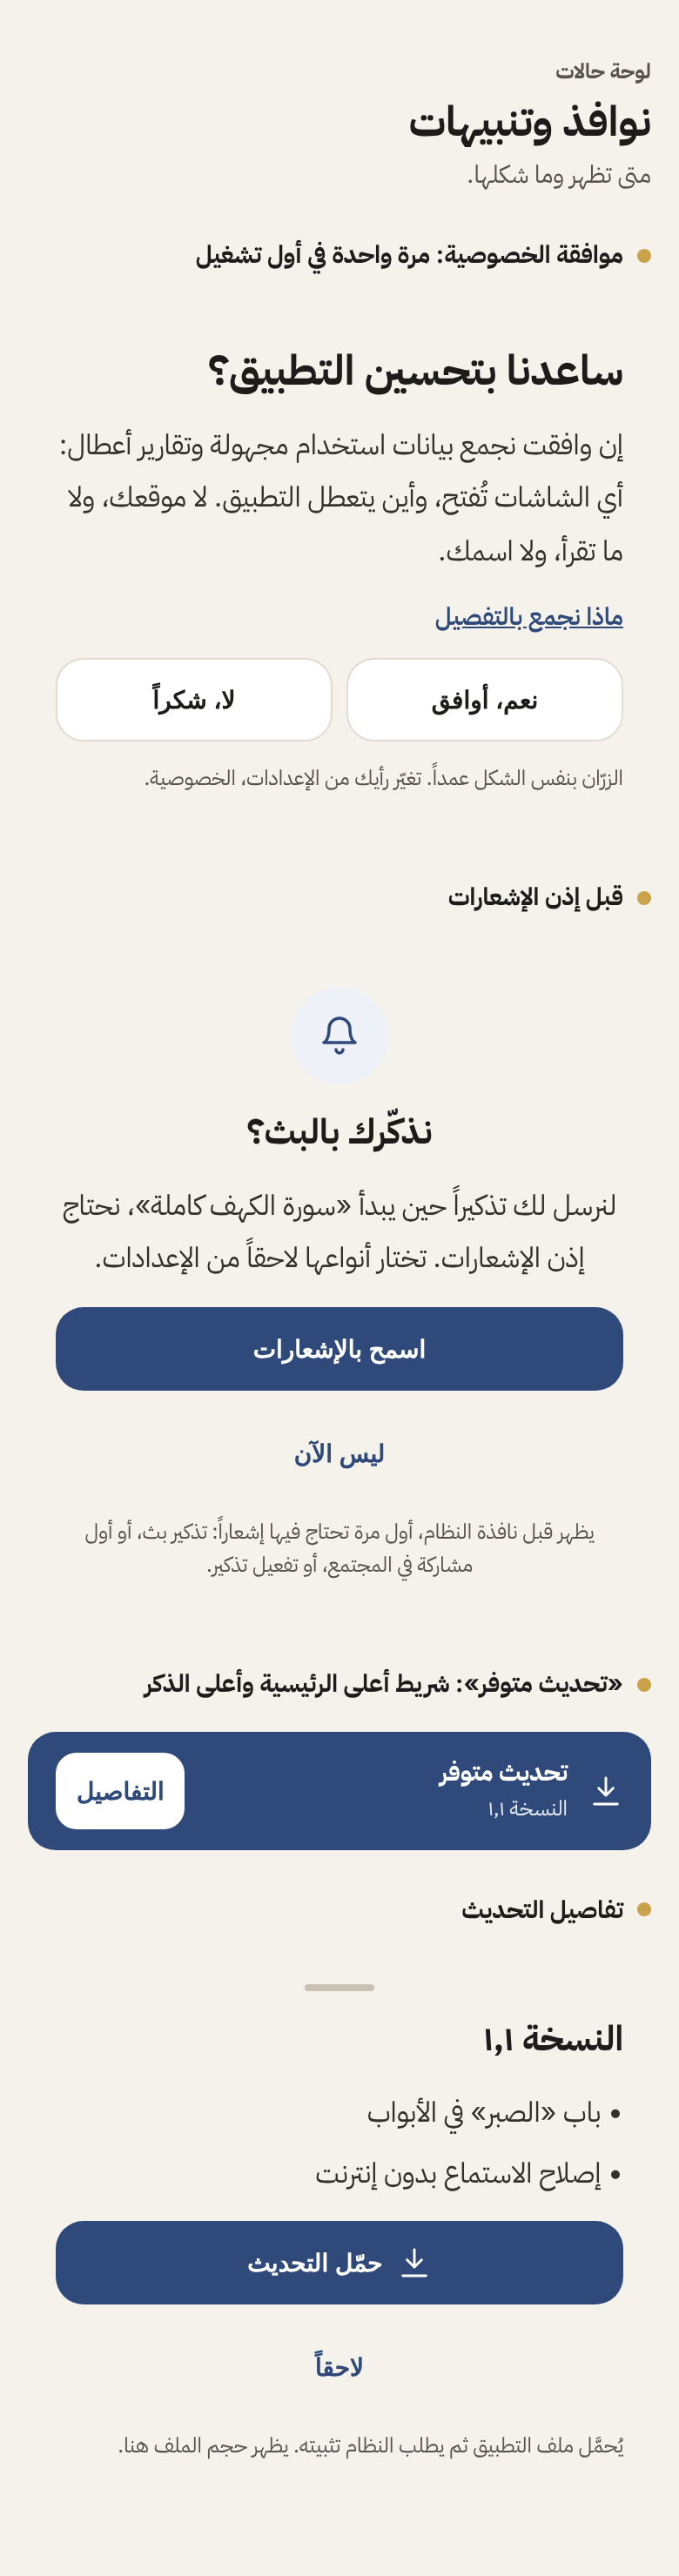 لوحة حالات
نوافذ وتنبيهات
متى تظهر وما شكلها.
موافقة الخصوصية: مرة واحدة في أول تشغيل
ساعدنا بتحسين التطبيق؟
إن وافقت نجمع بيانات استخدام مجهولة وتقارير أعطال:
أي الشاشات تُفتح، وأين يتعطل التطبيق. لا موقعك، ولا
ما تقرأ، ولا اسمك.
ماذا نجمع بالتفصيل
نعم، أوافق
لا، شكراً
الزرّان بنفس الشكل عمداً. تغيّر رأيك من الإعدادات، الخصوصية.
قبل إذن الإشعارات
نذكّرك بالبث؟
لنرسل لك تذكيراً حين يبدأ «سورة الكهف كاملة»، نحتاج
إذن الإشعارات. تختار أنواعها لاحقاً من الإعدادات.
اسمح بالإشعارات
ليس الآن
يظهر قبل نافذة النظام، أول مرة تحتاج فيها إشعاراً: تذكير بث، أو أول
مشاركة في المجتمع، أو تفعيل تذكير.
«تحديث متوفر»: شريط أعلى الرئيسية وأعلى الذكر
تحديث متوفر
النسخة ١٫١
التفاصيل
تفاصيل التحديث
النسخة ١٫١
• باب «الصبر» في الأبواب
• إصلاح الاستماع بدون إنترنت
حمّل التحديث
لاحقاً
يُحمَّل ملف التطبيق ثم يطلب النظام تثبيته. يظهر حجم الملف هنا.